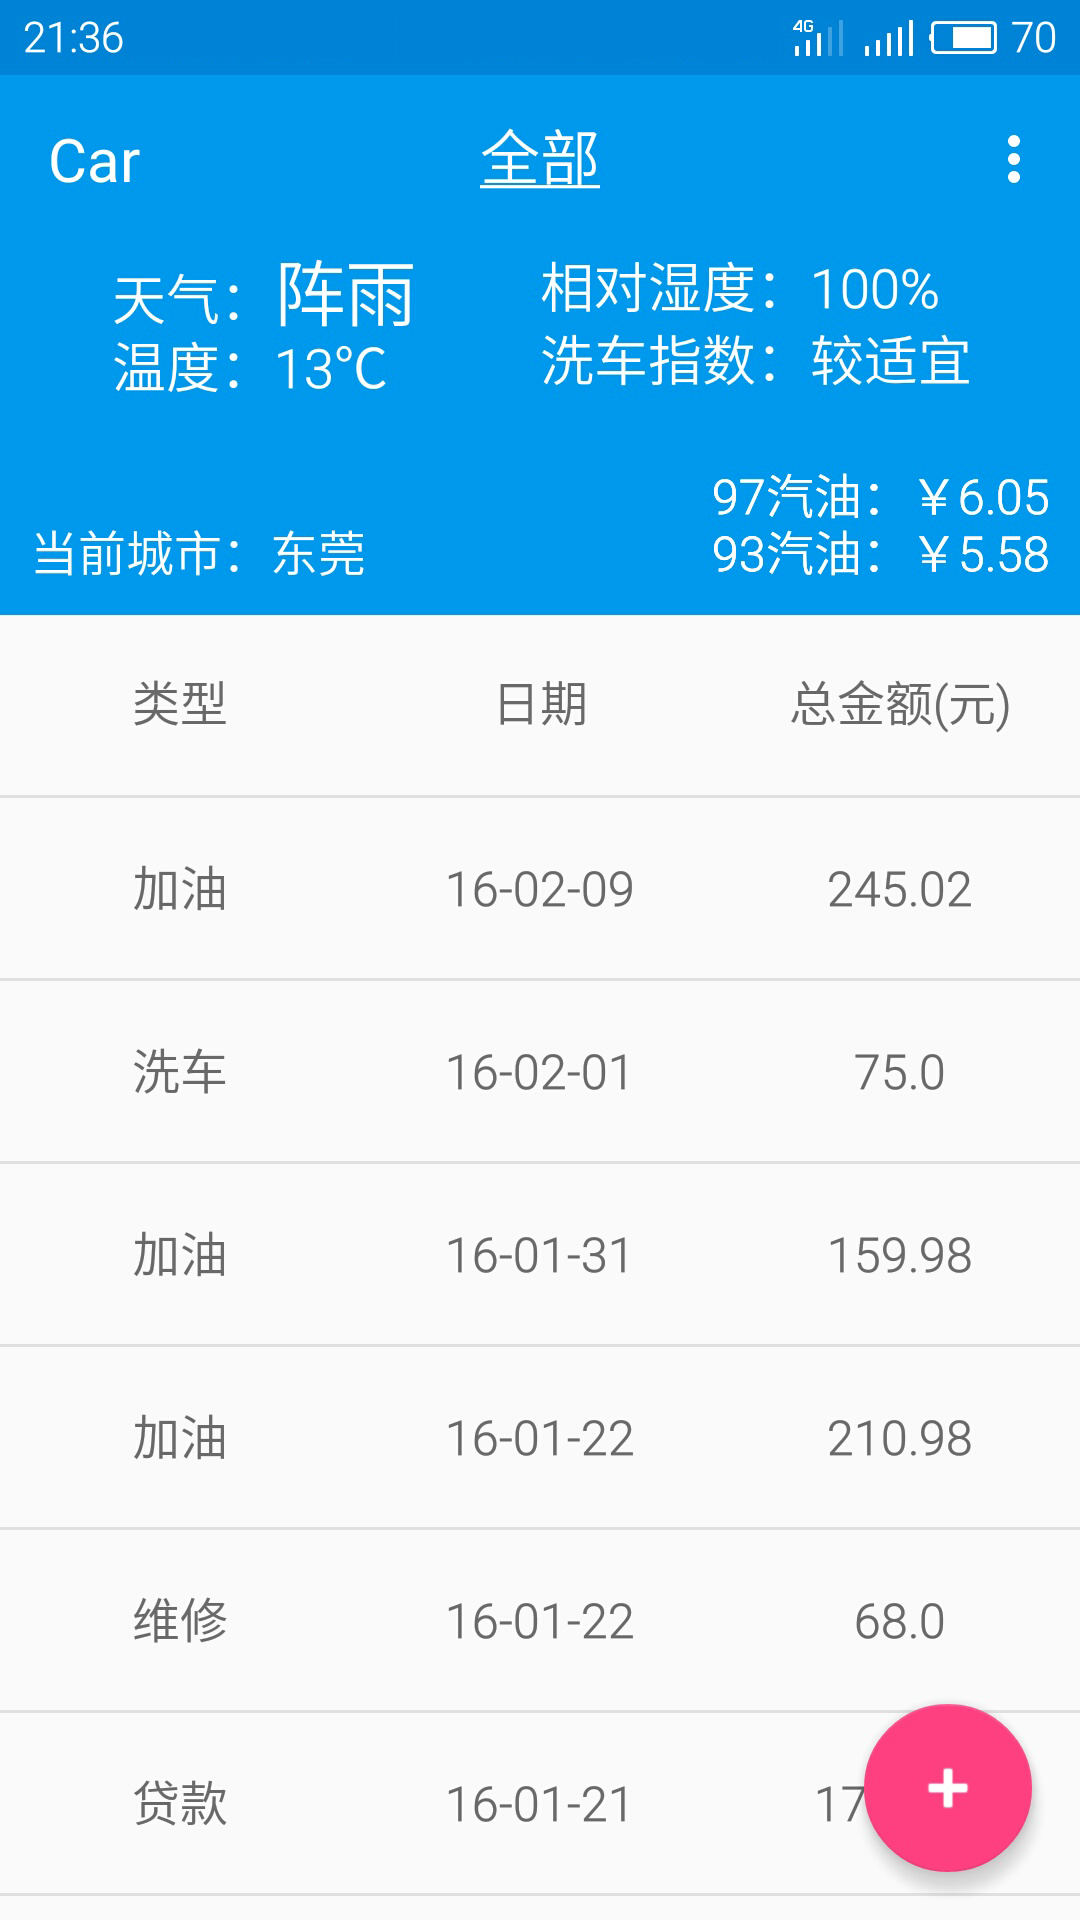 21:36 4G 70
Car 全部
天气：阵雨 相对湿度：100%
温度：13℃ 洗车指数：较适宜
97汽油：￥6.05
当前城市：东莞 93汽油：￥5.58
类型 日期 总金额(元)
加油 16-02-09 245.02
洗车 16-02-01 75.0
加油 16-01-31 159.98
加油 16-01-22 210.98
维修 16-01-22 68.0
贷款 16-01-21